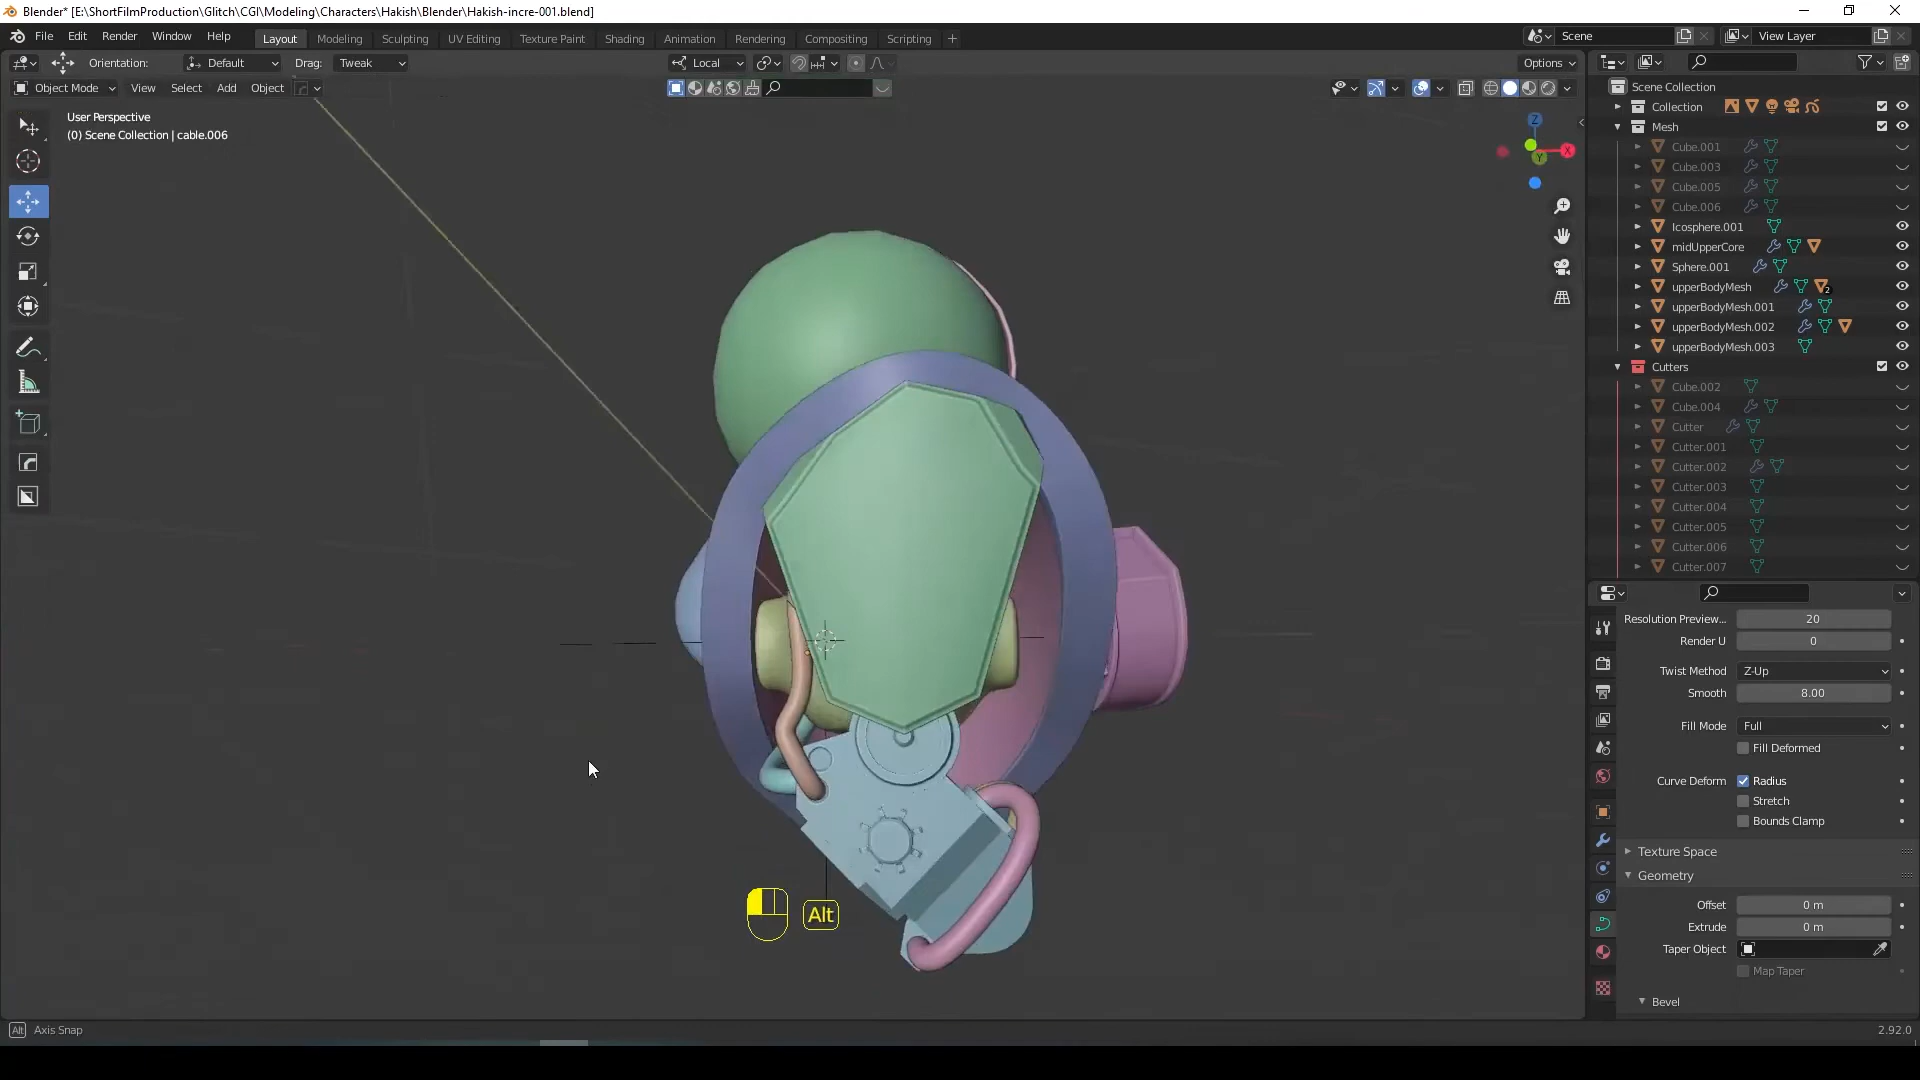 Blender* [E:\ShortFilmProduction\Glitch\CGI\Modeling\Characters\Hakish\Blender\Hakish-incre-001.blend]
File Edit Render Window Help Layout Modeling Sculpting UV Editing Texture Paint Shading Animation Rendering Compositing Scripting + Scene View Layer
Orientation: Default Drag: Tweak Local Options
Object Mode View Select Add Object
User Perspective
(0) Scene Collection | cable.006
Z
X
Y
Scene Collection
Collection
Mesh
Cube.001
Cube.003
Cube.005
Cube.006
Icosphere.001
midUpperCore
Sphere.001
upperBodyMesh 2
upperBodyMesh.001
upperBodyMesh.002
upperBodyMesh.003
Cutters
Cube.002
Cube.004
Cutter
Cutter.001
Cutter.002
Cutter.003
Cutter.004
Cutter.005
Cutter.006
Cutter.007
Resolution Preview... 20
Render U 0
Twist Method Z-Up
Smooth 8.00
Fill Mode Full
Fill Deformed
Curve Deform Radius
Stretch
Bounds Clamp
Texture Space
Geometry
Offset 0 m
Extrude 0 m
Taper Object
Map Taper
Bevel
Alt
Alt Axis Snap 2.92.0